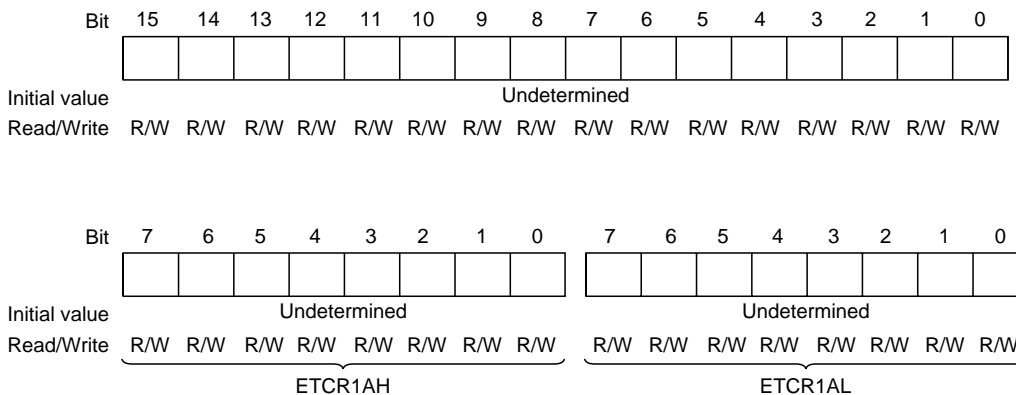 Bit 15 14 13 12 11 10 9 8 7 6 5 4 3 2 1 0
Initial value Undetermined
Read/Write R/W R/W R/W R/W R/W R/W R/W R/W R/W R/W R/W R/W R/W R/W R/W R/W
Bit 7 6 5 4 3 2 1 0 7 6 5 4 3 2 1 0
Initial value Undetermined Undetermined
Read/Write R/W R/W R/W R/W R/W R/W R/W R/W R/W R/W R/W R/W R/W R/W R/W R/W
ETCR1AH ETCR1AL